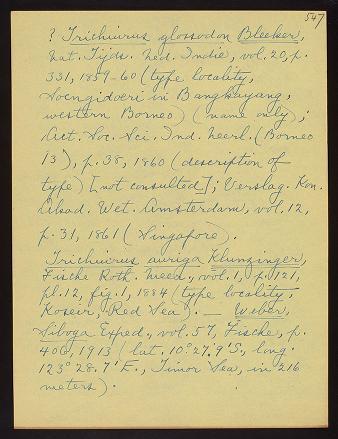 547
? Trichiurus glossodon Bleeker,
Nat. Tijds. Ned. Indie, vol. 20, p.
331, 1859-60 (type locality,
Soengidoeri in Bangkayang,
western Borneo) (name only);
Act. Soc. Sci. Ind. Neerl. (Borneo
13), p. 38, 1860 (description of
type) [not consulted]; Verslag. Kon.
Akad. Wet. Amsterdam, vol. 12,
p. 31, 1861 (Singapore).
Trichiurus auriga Klunzinger,
Fische Roth. Meer., vol. 1, p. 121,
pl. 12, fig. 1, 1884 (type locality,
Koseir, Red Sea). — Weber,
Siboga Exped., vol. 57, Fische, p.
406, 1913 (lat. 10°27.9'S., long.
123°28.7'E., Timor Sea, in 216
meters).